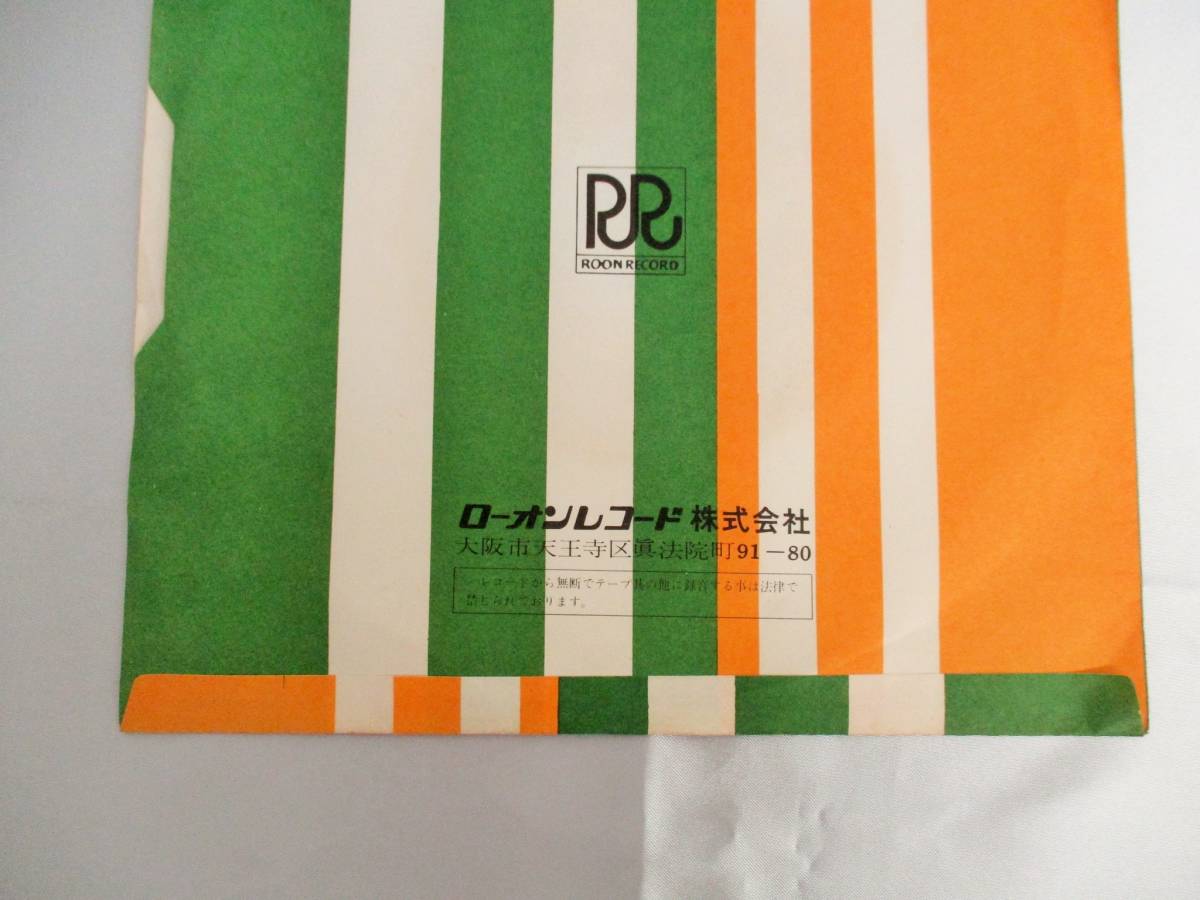 RR
ROON RECORD
ローオンレコード 株式会社
大阪市天王寺区眞法院町91−80
レコードから無断でテープ其の他に録音する事は法律で
禁じられております。